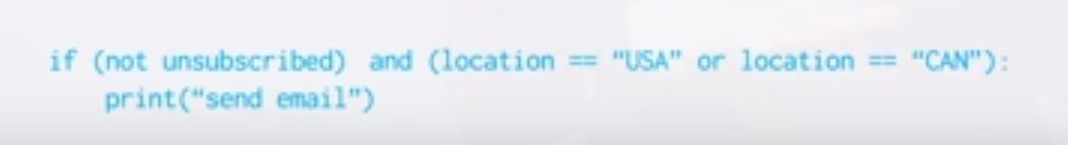 if (not unsubscribed) and (location == “USA” or location == “CAN”):
print(“send email”)